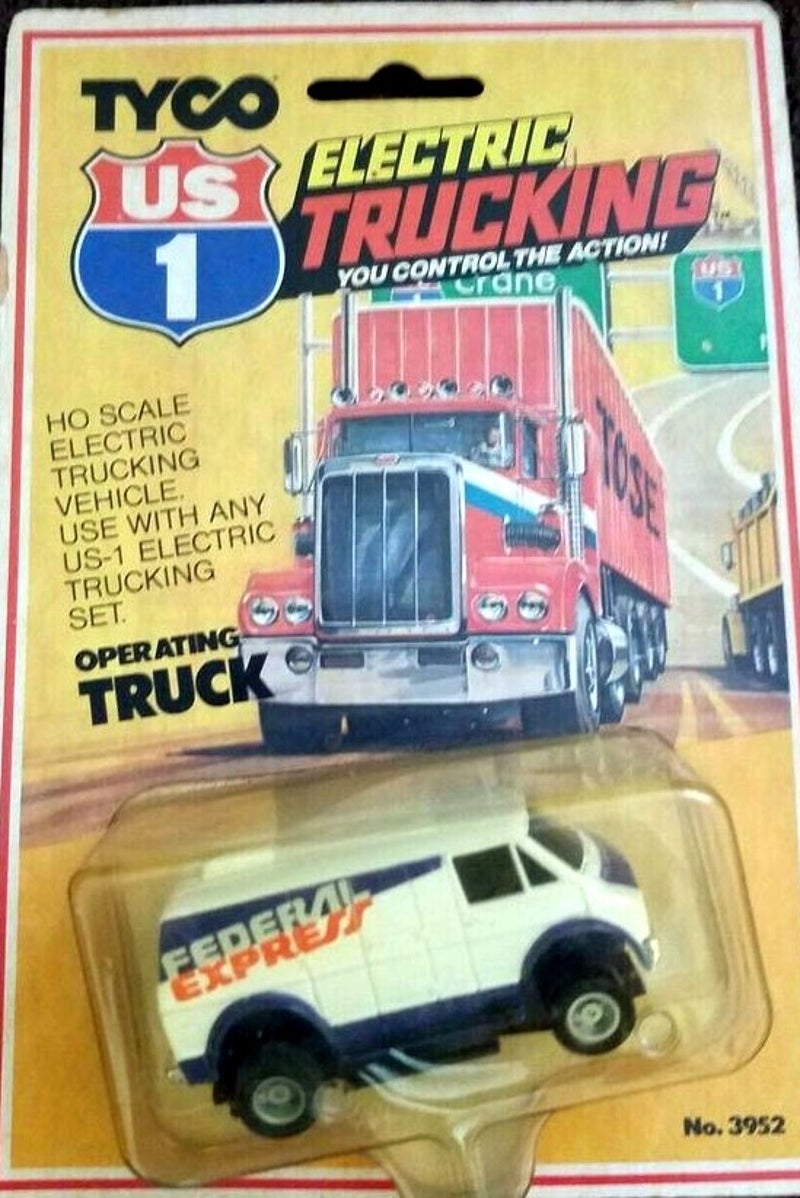 TYCO
US
1
ELECTRIC
TRUCKING
YOU CONTROL THE ACTION!
Crane
US
1
HO SCALE
ELECTRIC
TRUCKING
VEHICLE.
USE WITH ANY
US-1 ELECTRIC
TRUCKING
SET.
TOSE
OPERATING
TRUCK
FEDERAL
EXPRESS
No. 3952